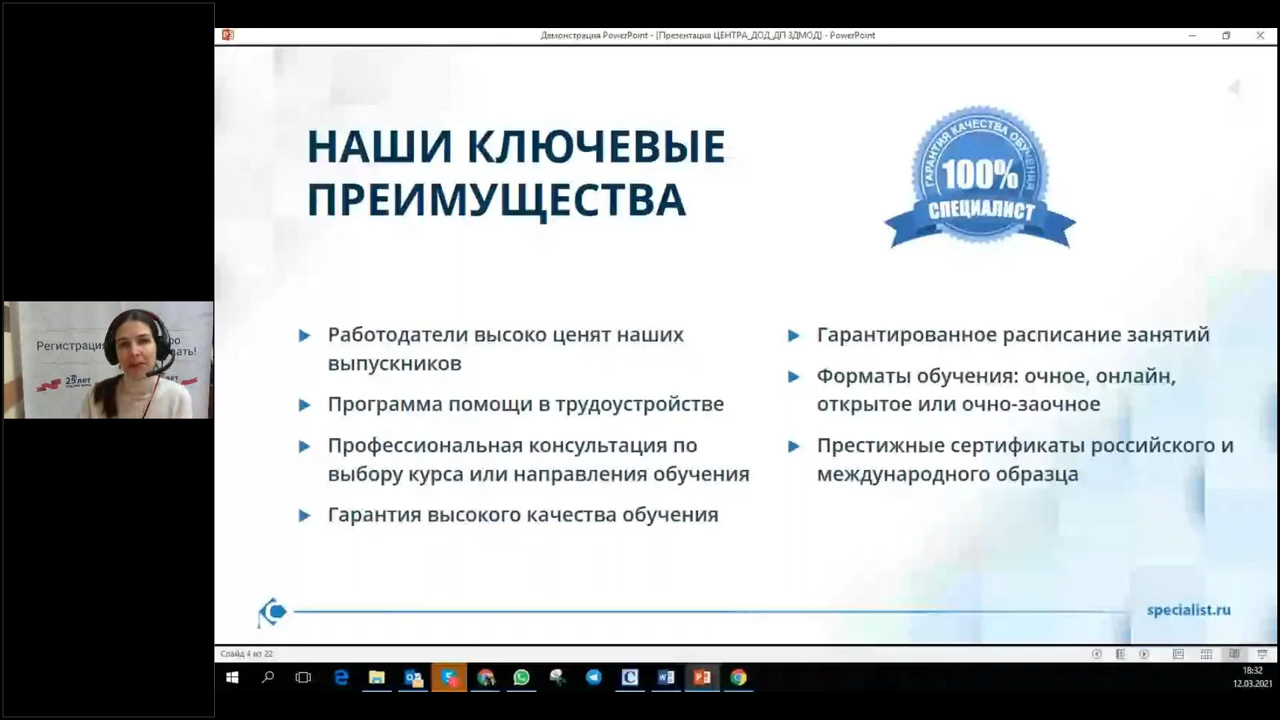 Демонстрация PowerPoint - [Презентация ЦЕНТРА_ДОД_ДП 3ДМОД] - PowerPoint
НАШИ КЛЮЧЕВЫЕ
ПРЕИМУЩЕСТВА
ГАРАНТИЯ КАЧЕСТВА ОБУЧЕНИЯ
100%
СПЕЦИАЛИСТ
Работодатели высоко ценят наших
выпускников
Программа помощи в трудоустройстве
Профессиональная консультация по
выбору курса или направления обучения
Гарантия высокого качества обучения
Гарантированное расписание занятий
Форматы обучения: очное, онлайн,
открытое или очно-заочное
Престижные сертификаты российского и
международного образца
Регистрация
25 лет
specialist.ru
Слайд 4 из 22
18:32
12.03.2021